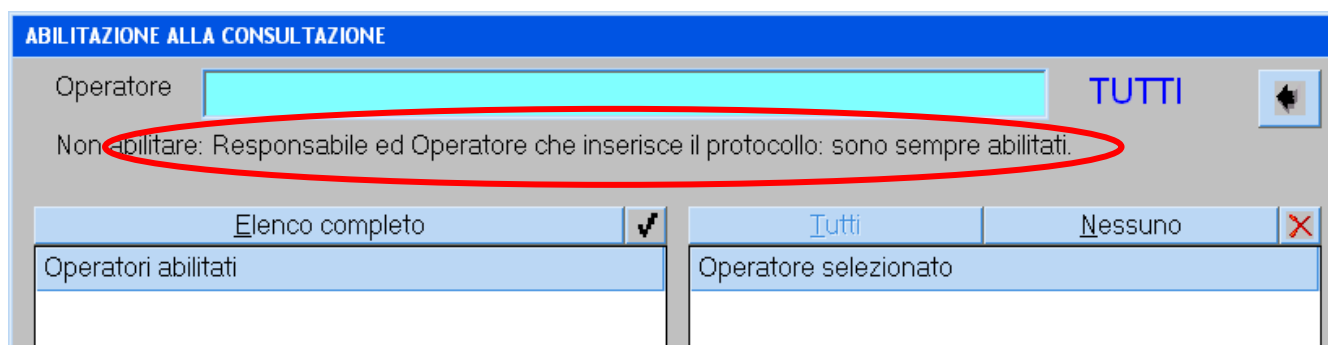 ABILITAZIONE ALLA CONSULTAZIONE
Operatore TUTTI
Non abilitare: Responsabile ed Operatore che inserisce il protocollo: sono sempre abilitati.
Elenco completo Tutti Nessuno
Operatori abilitati Operatore selezionato